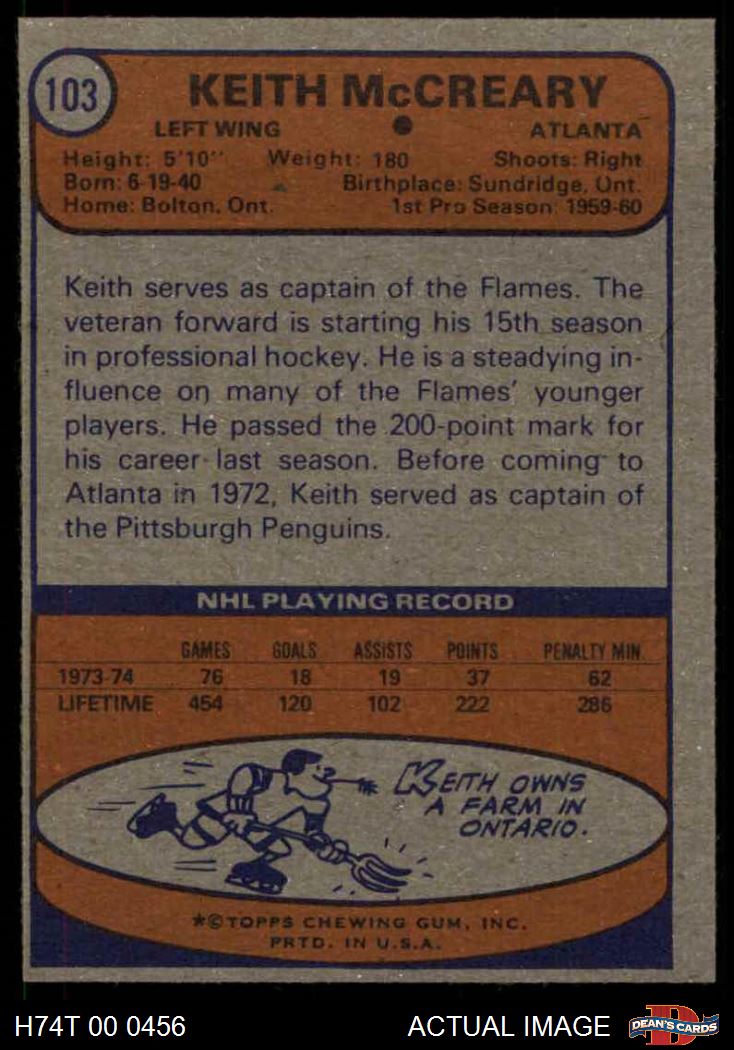 103
KEITH McCREARY
LEFT WING ATLANTA
Height: 5'10" Weight: 180 Shoots: Right
Born: 6-19-40 Birthplace: Sundridge, Ont.
Home: Bolton, Ont. 1st Pro Season: 1959-60
Keith serves as captain of the Flames. The
veteran forward is starting his 15th season
in professional hockey. He is a steadying in-
fluence on many of the Flames' younger
players. He passed the 200-point mark for
his career last season. Before coming to
Atlanta in 1972, Keith served as captain of
the Pittsburgh Penguins.
NHL PLAYING RECORD
GAMES GOALS ASSISTS POINTS PENALTY MIN.
1973-74 76 18 19 37 62
LIFETIME 454 120 102 222 286
KEITH OWNS
A FARM IN
ONTARIO.
*©TOPPS CHEWING GUM, INC.
PRTD. IN U.S.A.
H74T 00 0456 ACTUAL IMAGE D DEAN'S CARDS